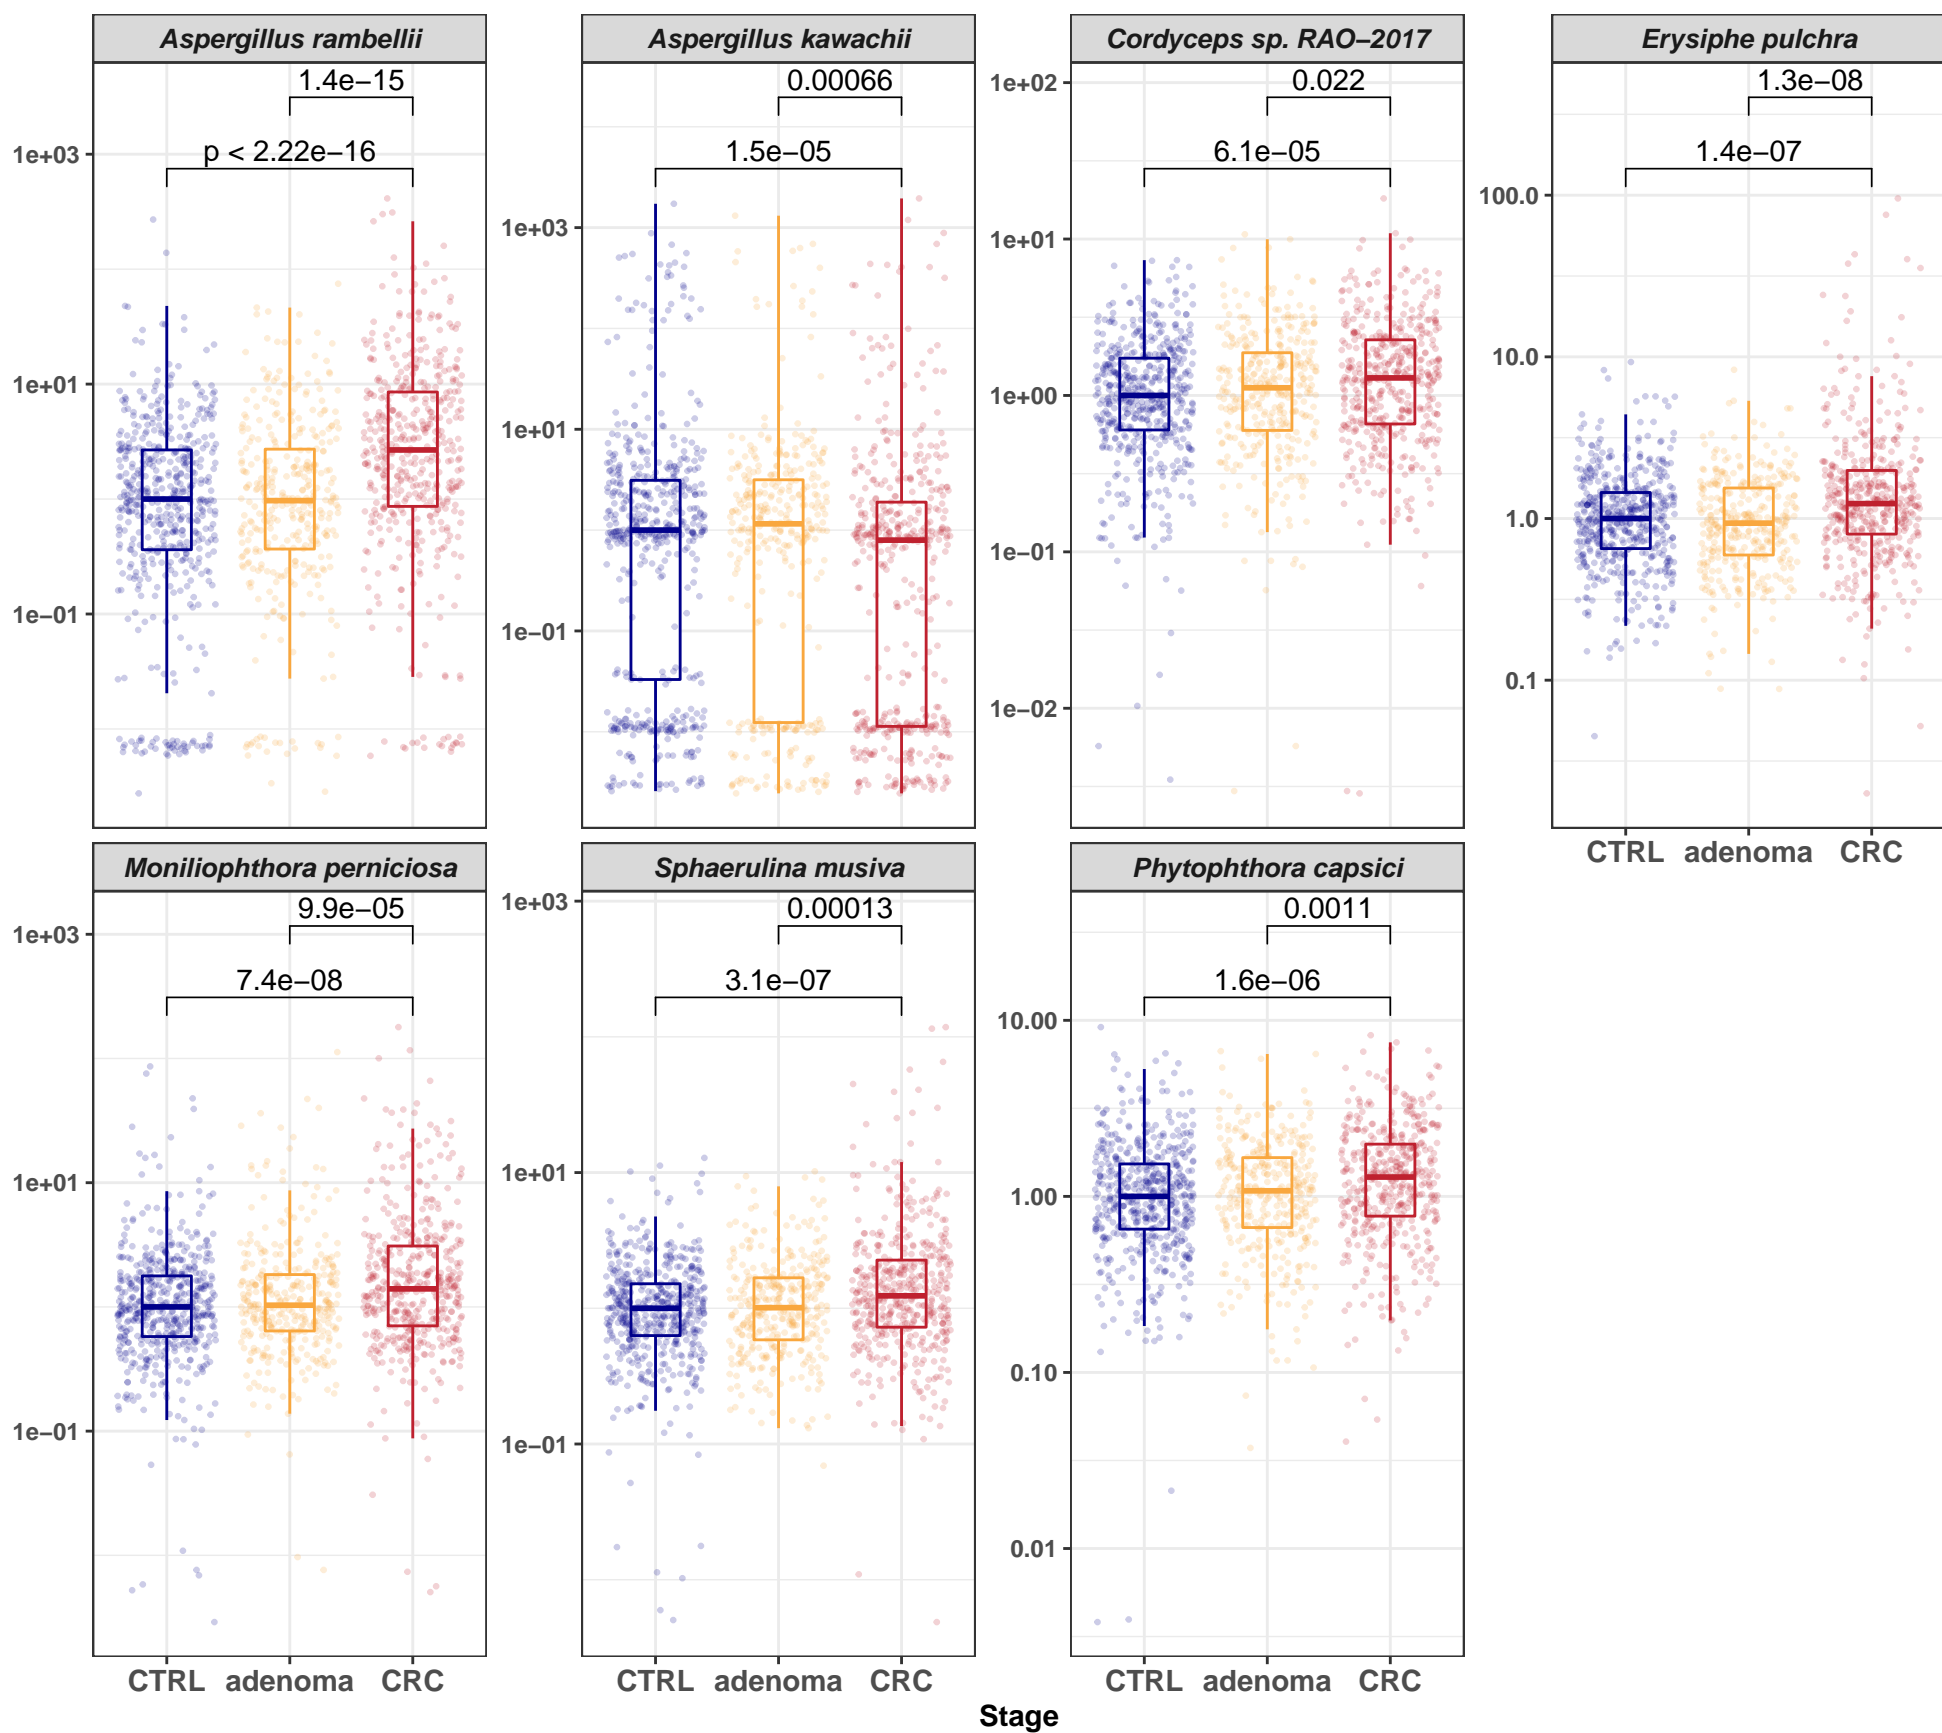 Aspergillus rambellii
1.4e−15
p < 2.22e−16
1e+03
1e+01
1e−01
Aspergillus kawachii
0.00066
1.5e−05
1e+03
1e+01
1e−01
Cordyceps sp. RAO−2017
0.022
6.1e−05
1e+02
1e+01
1e+00
1e−01
1e−02
Erysiphe pulchra
1.3e−08
1.4e−07
100.0
10.0
1.0
0.1
CTRL adenoma CRC
Moniliophthora perniciosa
9.9e−05
7.4e−08
1e+03
1e+01
1e−01
CTRL adenoma CRC
Sphaerulina musiva
0.00013
3.1e−07
1e+03
1e+01
1e−01
CTRL adenoma CRC
Phytophthora capsici
0.0011
1.6e−06
10.00
1.00
0.10
0.01
CTRL adenoma CRC
Stage